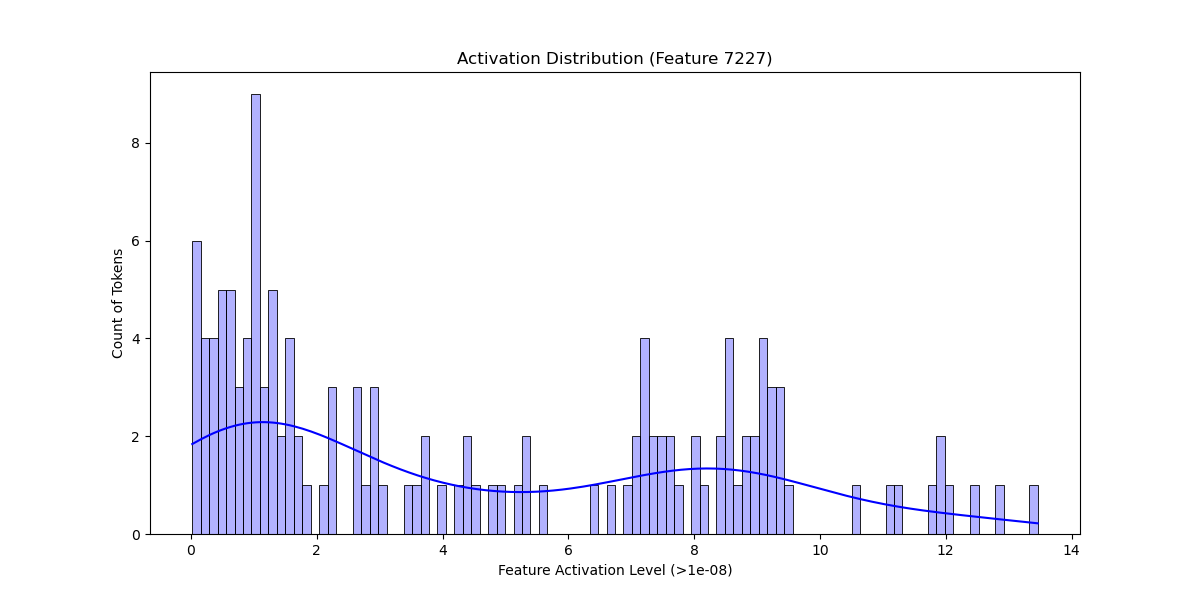 Activation Distribution (Feature 7227)
Count of Tokens
8
6
4
2
0
0 2 4 6 8 10 12 14
Feature Activation Level (>1e-08)